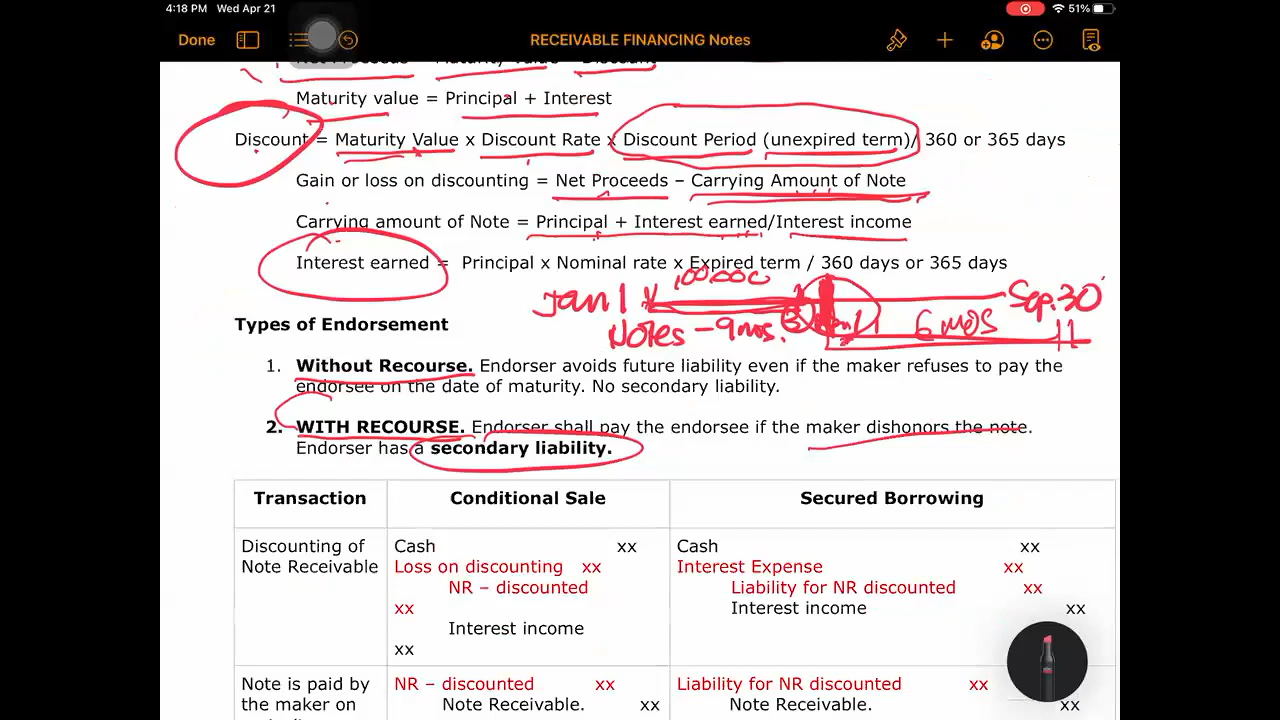 4:18 PM Wed Apr 21
51%
Done
RECEIVABLE FINANCING Notes
Net Proceeds = Maturity Value - Discount
Maturity value = Principal + Interest
Discount = Maturity Value x Discount Rate x Discount Period (unexpired term)/ 360 or 365 days
Gain or loss on discounting = Net Proceeds – Carrying Amount of Note
Carrying amount of Note = Principal + Interest earned/Interest income
Interest earned = Principal x Nominal rate x Expired term / 360 days or 365 days
Jan 1
Sep. 30
Notes - 9mos.
3
6 mos
Types of Endorsement
1. Without Recourse. Endorser avoids future liability even if the maker refuses to pay the
endorsee on the date of maturity. No secondary liability.
2. WITH RECOURSE. Endorser shall pay the endorsee if the maker dishonors the note.
Endorser has a secondary liability.
Transaction Conditional Sale Secured Borrowing
Discounting of Cash xx Cash xx
Note Receivable Loss on discounting xx Interest Expense xx
NR – discounted Liability for NR discounted xx
xx Interest income xx
Interest income
xx
Note is paid by NR – discounted xx Liability for NR discounted xx
the maker on Note Receivable. xx Note Receivable. xx